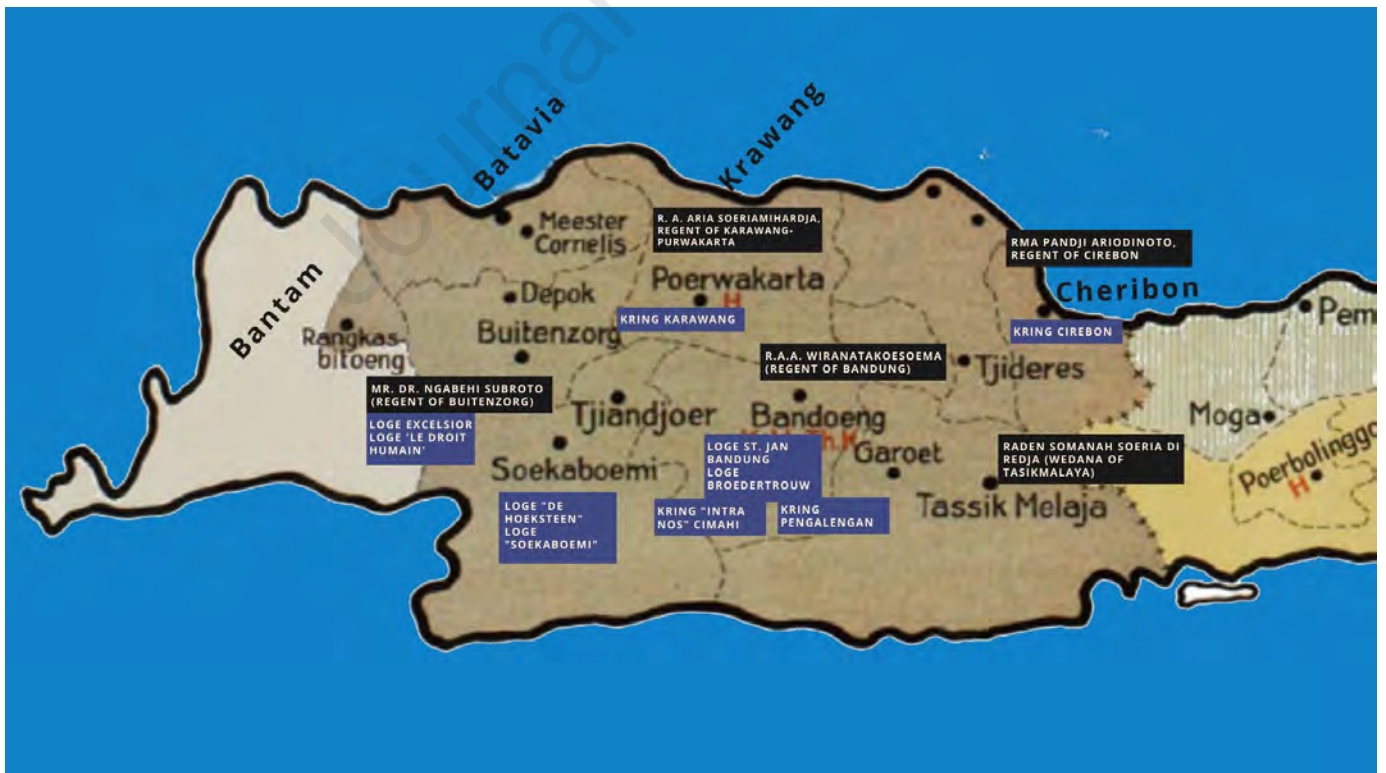 Journal
Batavia
Krawang
Meester
Cornelis
R. A. ARIA SOERIAMIHARDJA,
REGENT OF KARAWANG-
PURWAKARTA
RMA PANDJI ARIODINOTO,
REGENT OF CIREBON
Bantam
Depok
Poerwakarta
H
Cheribon
Rangkas-
bitoeng
Buitenzorg
KRING KARAWANG
KRING CIREBON
Pem
R.A.A. WIRANATAKOESOEMA
(REGENT OF BANDUNG)
Tjideres
MR. DR. NGABEHI SUBROTO
(REGENT OF BUITENZORG)
LOGE EXCELSIOR
LOGE 'LE DROIT
HUMAIN'
Tjiandjoer
Bandoeng
Moga
Soekaboemi
LOGE ST. JAN
BANDUNG
LOGE
BROEDERTROUW
Garoet
RADEN SOMANAH SOERIA DI
REDJA (WEDANA OF
TASIKMALAYA)
Poerbolinggo
H
LOGE "DE
HOEKSTEEN"
LOGE
"SOEKABOEMI"
KRING "INTRA
NOS" CIMAHI
KRING
PENGALENGAN
Tassik Melaja